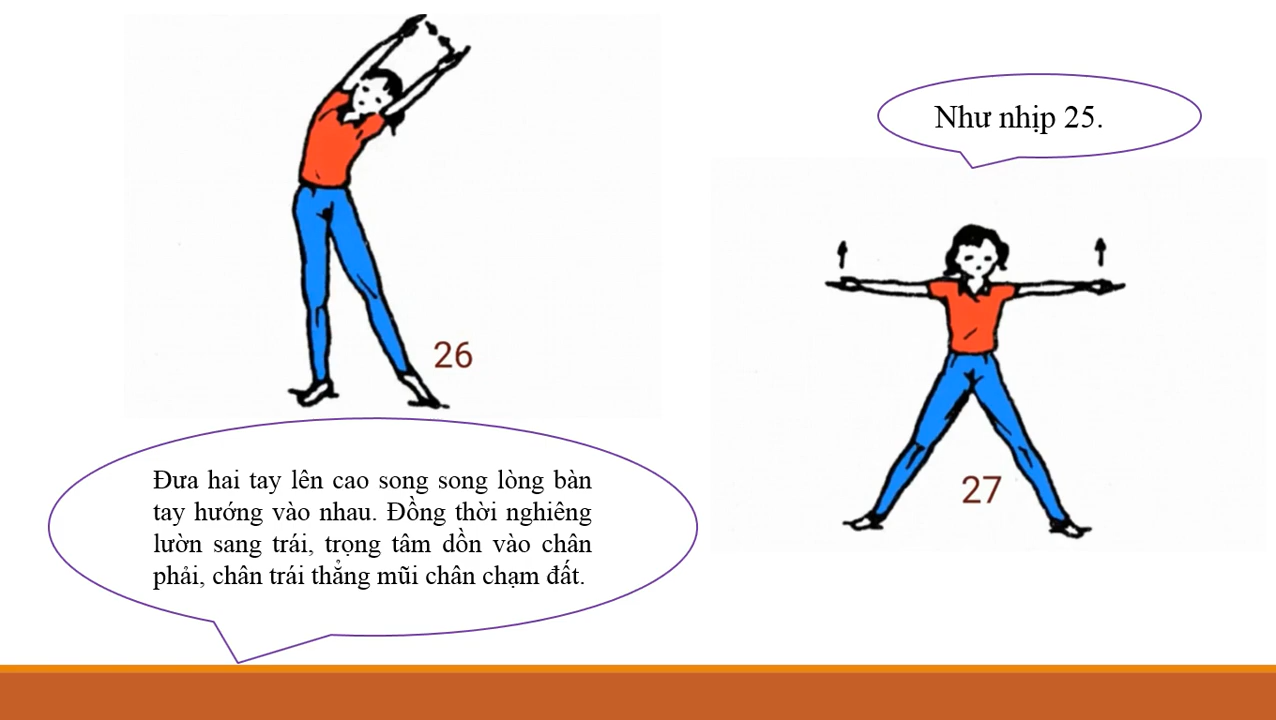 26
Đưa hai tay lên cao song song lòng bàn
tay hướng vào nhau. Đồng thời nghiêng
lườn sang trái, trọng tâm dồn vào chân
phải, chân trái thẳng mũi chân chạm đất.
Như nhịp 25.
27